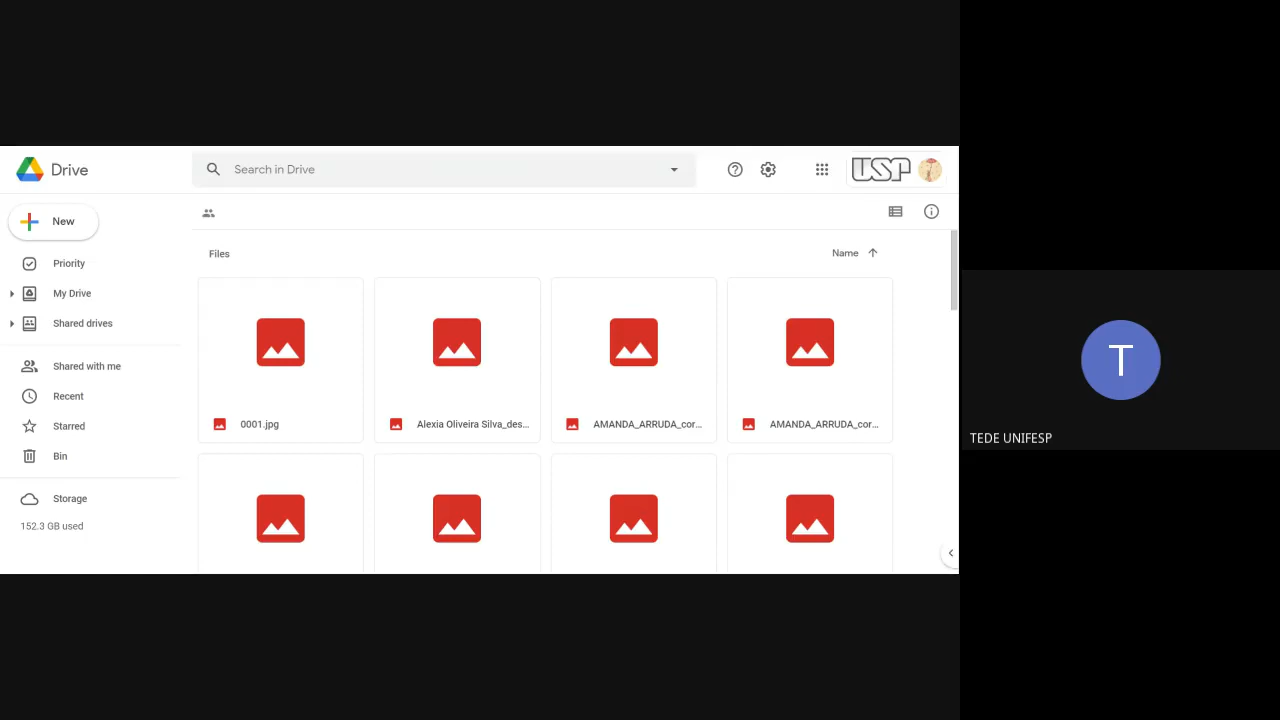 Drive
Search in Drive
USP
New
Priority
My Drive
Shared drives
Shared with me
Recent
Starred
Bin
Storage
152.3 GB used
Files
Name
0001.jpg
Alexia Oliveira Silva_des...
AMANDA_ARRUDA_cor...
AMANDA_ARRUDA_cor...
T
TEDE UNIFESP